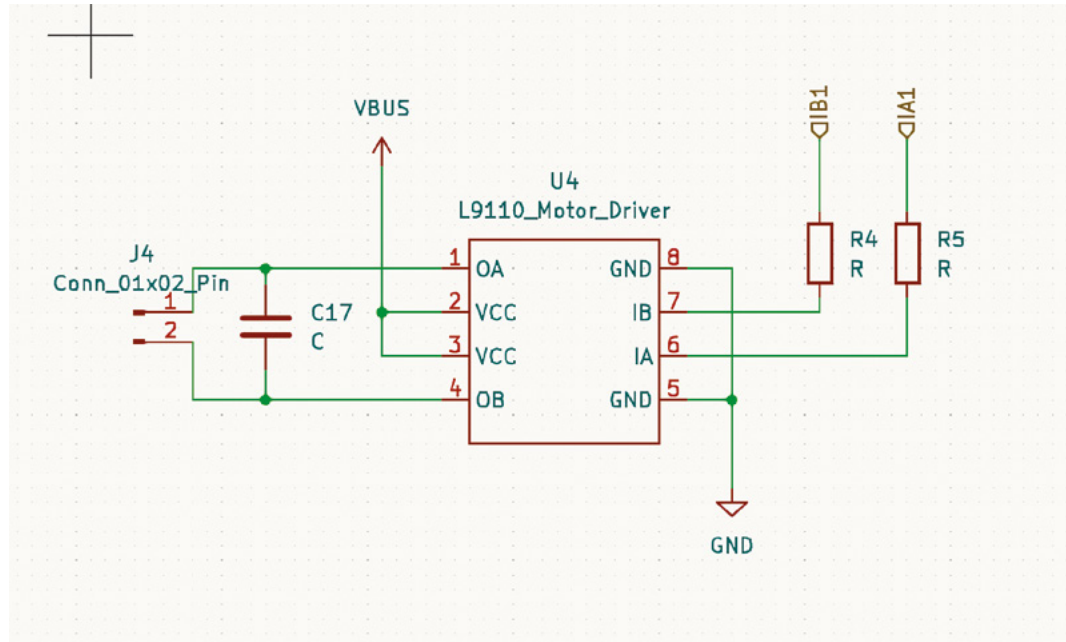 VBUS
IB1
IA1
U4
L9110_Motor_Driver
J4
Conn_01x02_Pin
1
2
C17
C
1 OA
2 VCC
3 VCC
4 OB
GND 8
IB 7
IA 6
GND 5
R4
R
R5
R
GND